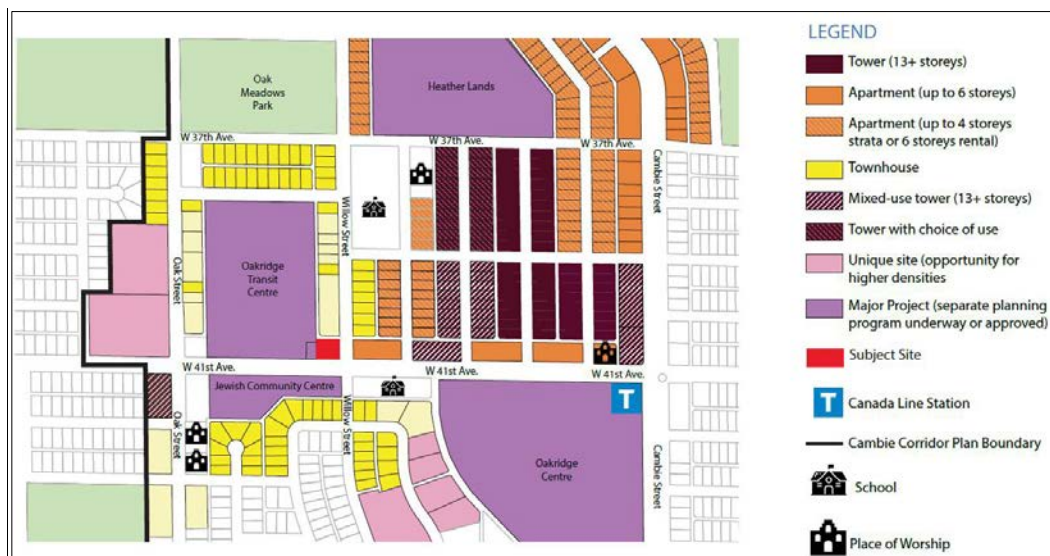 LEGEND
Tower (13+ storeys)
Apartment (up to 6 storeys)
Apartment (up to 4 storeys
strata or 6 storeys rental)
Townhouse
Mixed-use tower (13+ storeys)
Tower with choice of use
Unique site (opportunity for
higher densities
Major Project (separate planning
program underway or approved)
Subject Site
T
Canada Line Station
Cambie Corridor Plan Boundary
School
Place of Worship
Oak
Meadows
Park
Heather Lands
W 37th Ave.
W 37th Ave.
W 37th Ave.
Cambie Street
Willow Street
Oak Street
Oakridge
Transit
Centre
W 41st Ave.
W 41st Ave.
W 41st Ave.
Jewish Community Centre
T
Oak Street
Willow Street
Oakridge
Centre
Cambie Street